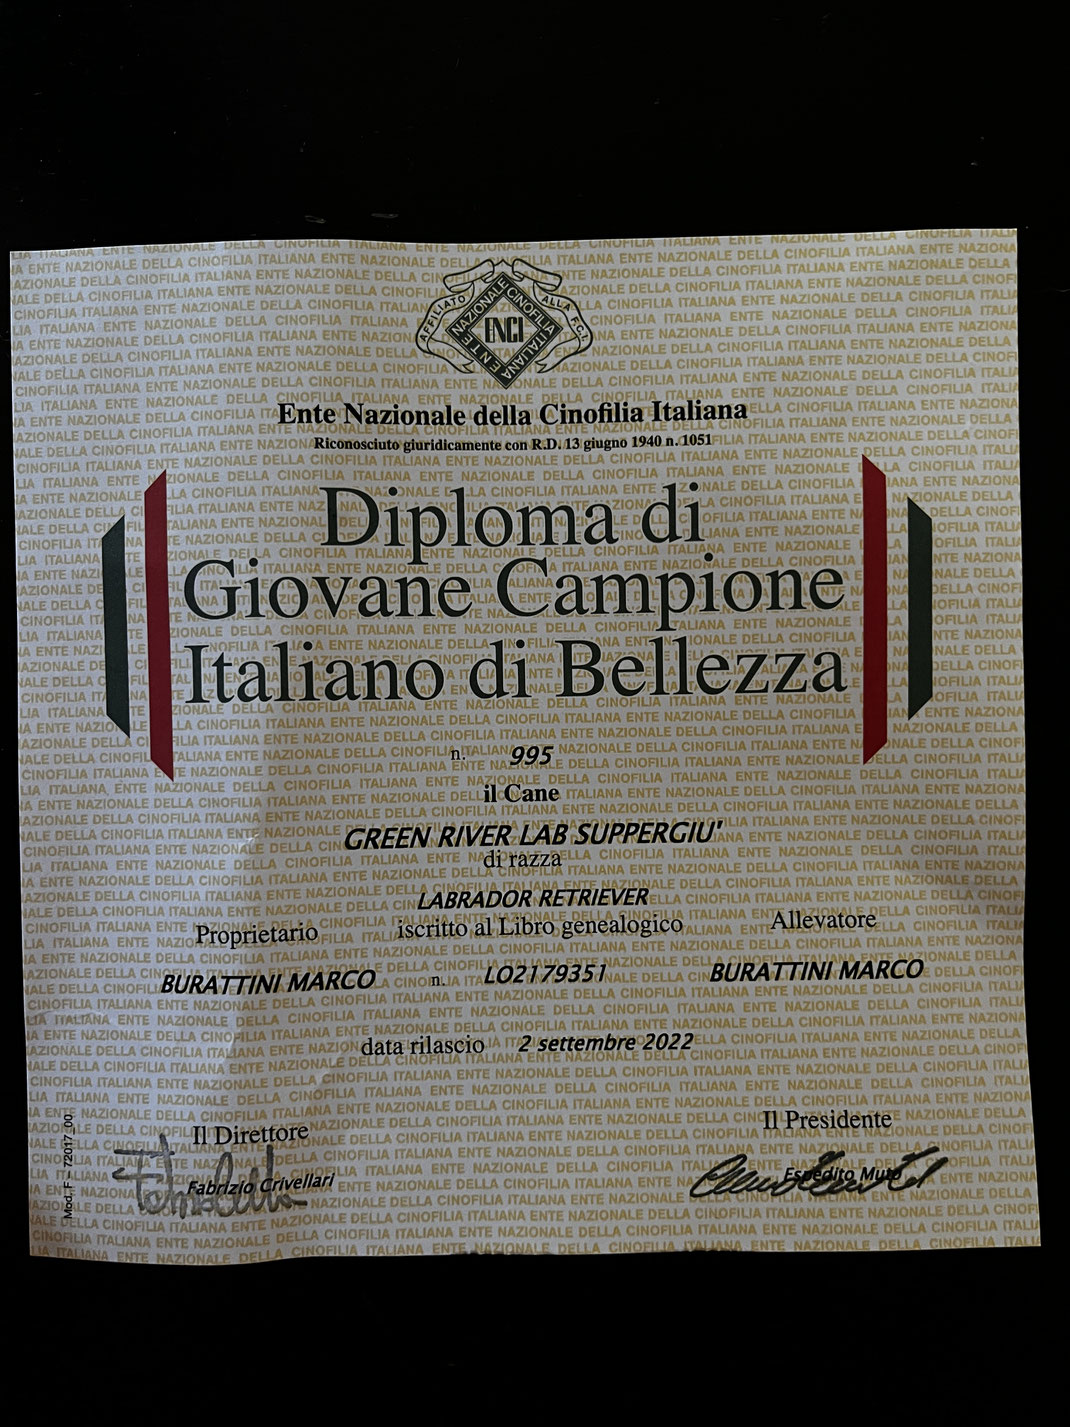 AFFILIATO ALLA F.C.I.
ENTE NAZIONALE CINOFILIA ITALIANA
ENCI
Ente Nazionale della Cinofilia Italiana
Riconosciuto giuridicamente con R.D. 13 giugno 1940 n. 1051
Diploma di
Giovane Campione
Italiano di Bellezza
n. 995
il Cane
GREEN RIVER LAB SUPPERGIU'
di razza
LABRADOR RETRIEVER
Proprietario iscritto al Libro genealogico Allevatore
BURATTINI MARCO n. LO2179351 BURATTINI MARCO
data rilascio 2 settembre 2022
Il Direttore Il Presidente
Fabrizio Crivellari Espedito Muto
Mod. F - 72017_00